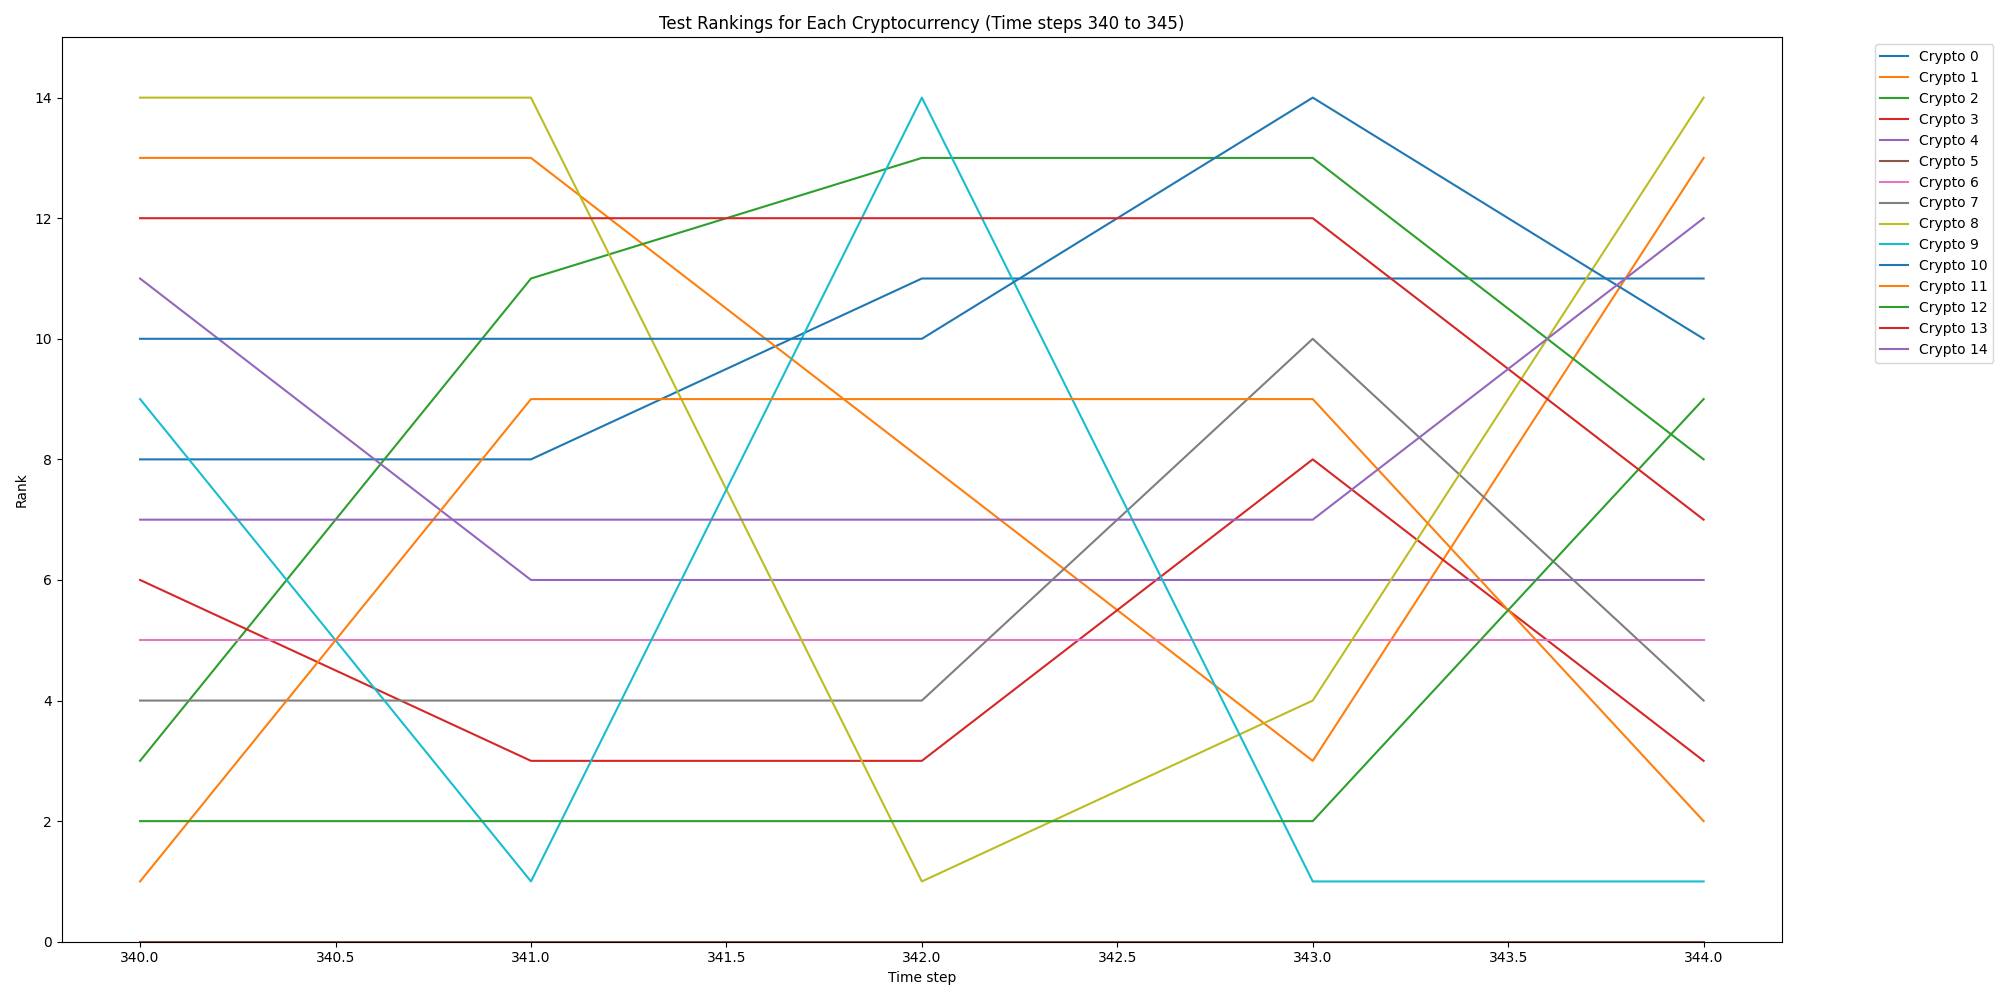 Test Rankings for Each Cryptocurrency (Time steps 340 to 345)
14
12
10
8
6
4
2
0
Rank
340.0
340.5
341.0
341.5
342.0
342.5
343.0
343.5
344.0
Time step
Crypto 0
Crypto 1
Crypto 2
Crypto 3
Crypto 4
Crypto 5
Crypto 6
Crypto 7
Crypto 8
Crypto 9
Crypto 10
Crypto 11
Crypto 12
Crypto 13
Crypto 14